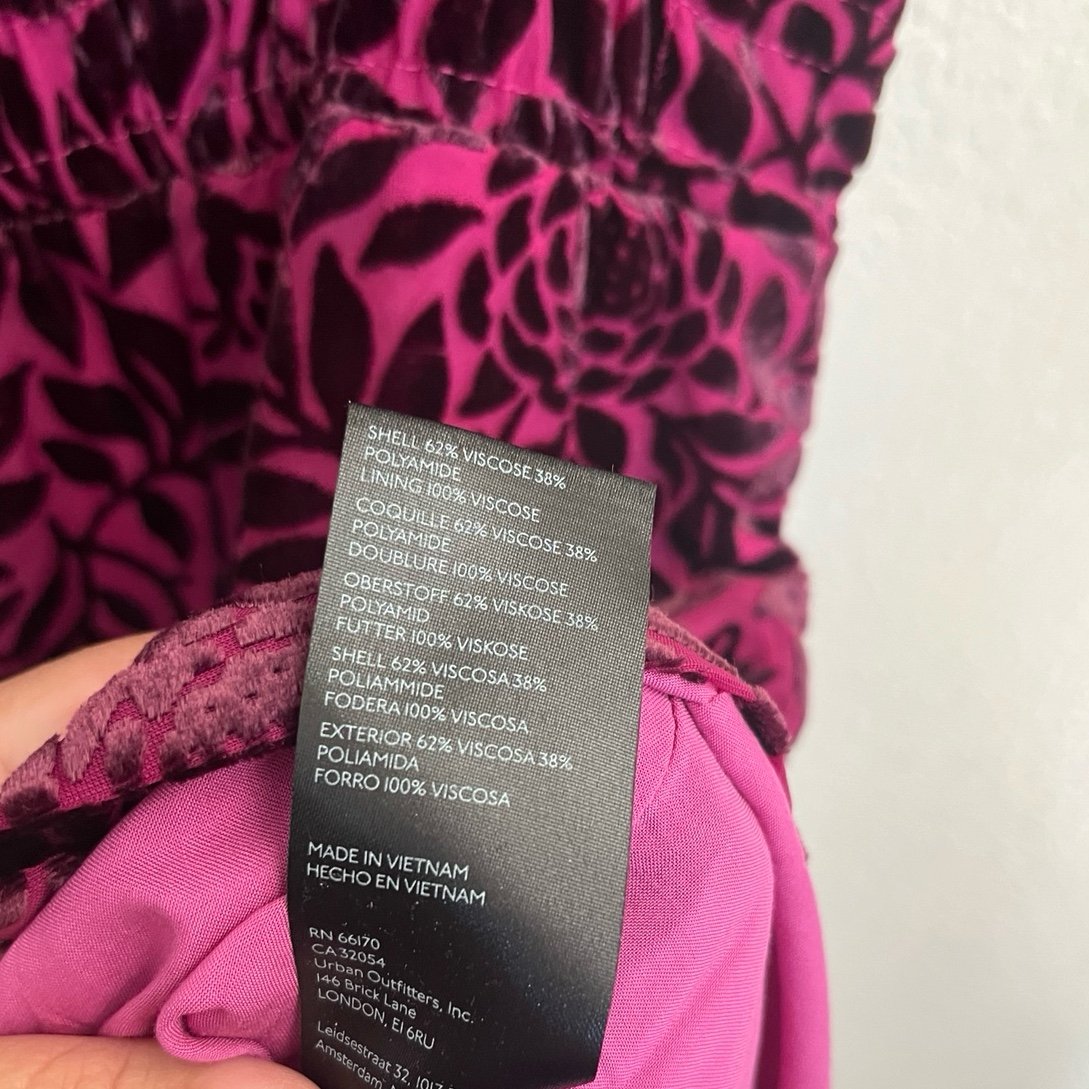 SHELL 62% VISCOSE 38%
POLYAMIDE
LINING 100% VISCOSE
COQUILLE 62% VISCOSE 38%
POLYAMIDE
DOUBLURE 100% VISCOSE
OBERSTOFF 62% VISKOSE 38%
POLYAMID
FUTTER 100% VISKOSE
SHELL 62% VISCOSA 38%
POLIAMMIDE
FODERA 100% VISCOSA
EXTERIOR 62% VISCOSA 38%
POLIAMIDA
FORRO 100% VISCOSA
MADE IN VIETNAM
HECHO EN VIETNAM
RN 66170
CA 32054
Urban Outfitters, Inc.
146 Brick Lane
LONDON, E1 6RU
Leidsestraat 32, 1017
Amsterdam,